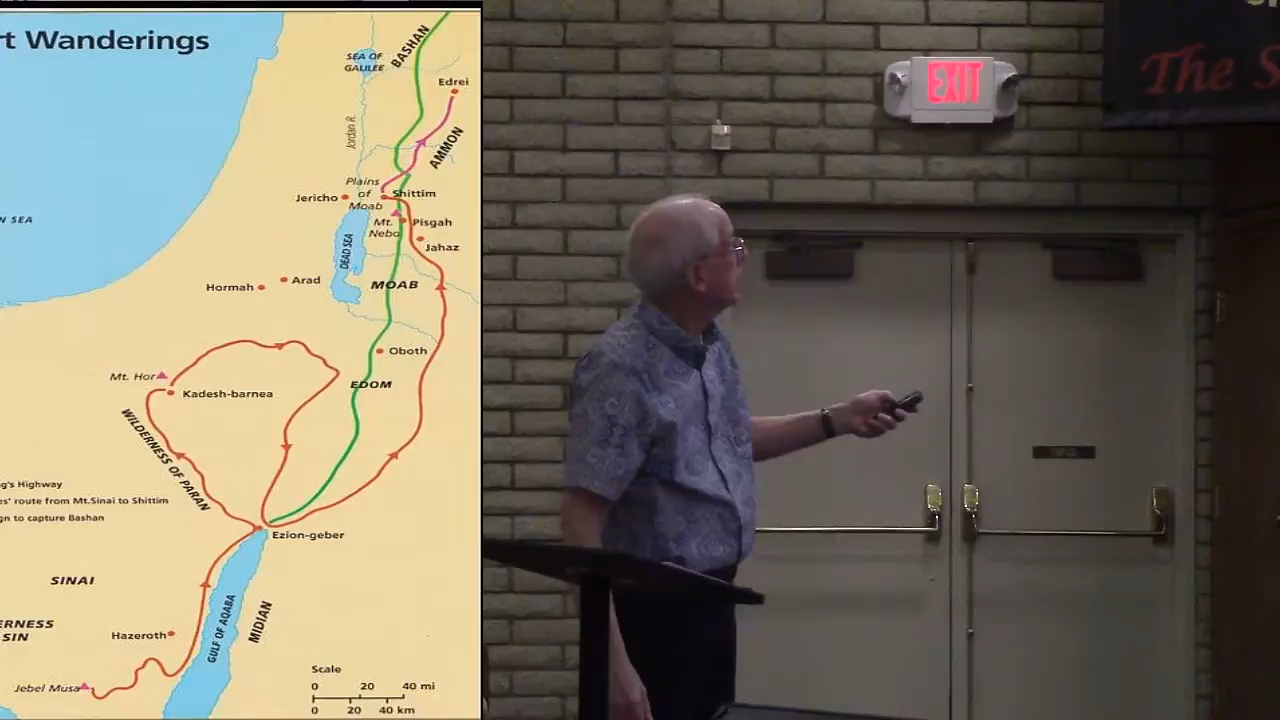 rt Wanderings
SEA OF
GALILEE
BASHAN
Edrei
Jordan R.
AMMON
Plains
of
Moab
Jericho
Shittim
N SEA
Mt.
Nebo
Pisgah
DEAD SEA
Jahaz
Hormah
Arad
MOAB
Oboth
Mt. Hor
EDOM
Kadesh-barnea
WILDERNESS OF PARAN
g's Highway
es' route from Mt.Sinai to Shittim
gn to capture Bashan
Ezion-geber
SINAI
GULF OF AQABA
MIDIAN
ERNESS
SIN
Hazeroth
Jebel Musa
Scale
0 20 40 mi
0 20 40 km
EXIT
The S